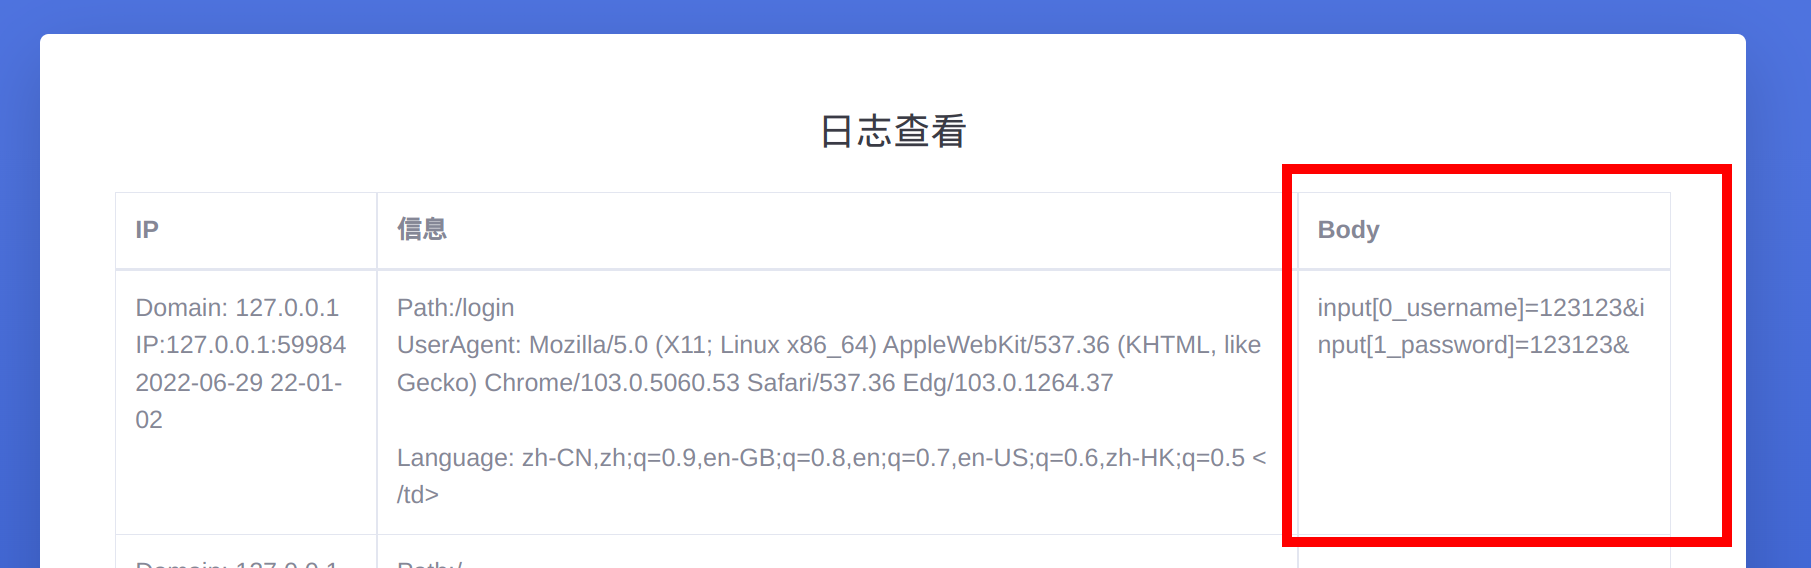 日志查看
IP
信息
Body
Domain: 127.0.0.1
IP:127.0.0.1:59984
2022-06-29 22-01-
02
Path:/login
UserAgent: Mozilla/5.0 (X11; Linux x86_64) AppleWebKit/537.36 (KHTML, like
Gecko) Chrome/103.0.5060.53 Safari/537.36 Edg/103.0.1264.37
Language: zh-CN,zh;q=0.9,en-GB;q=0.8,en;q=0.7,en-US;q=0.6,zh-HK;q=0.5 <
/td>
input[0_username]=123123&i
nput[1_password]=123123&
Domain: 127.0.0.1
Path:/